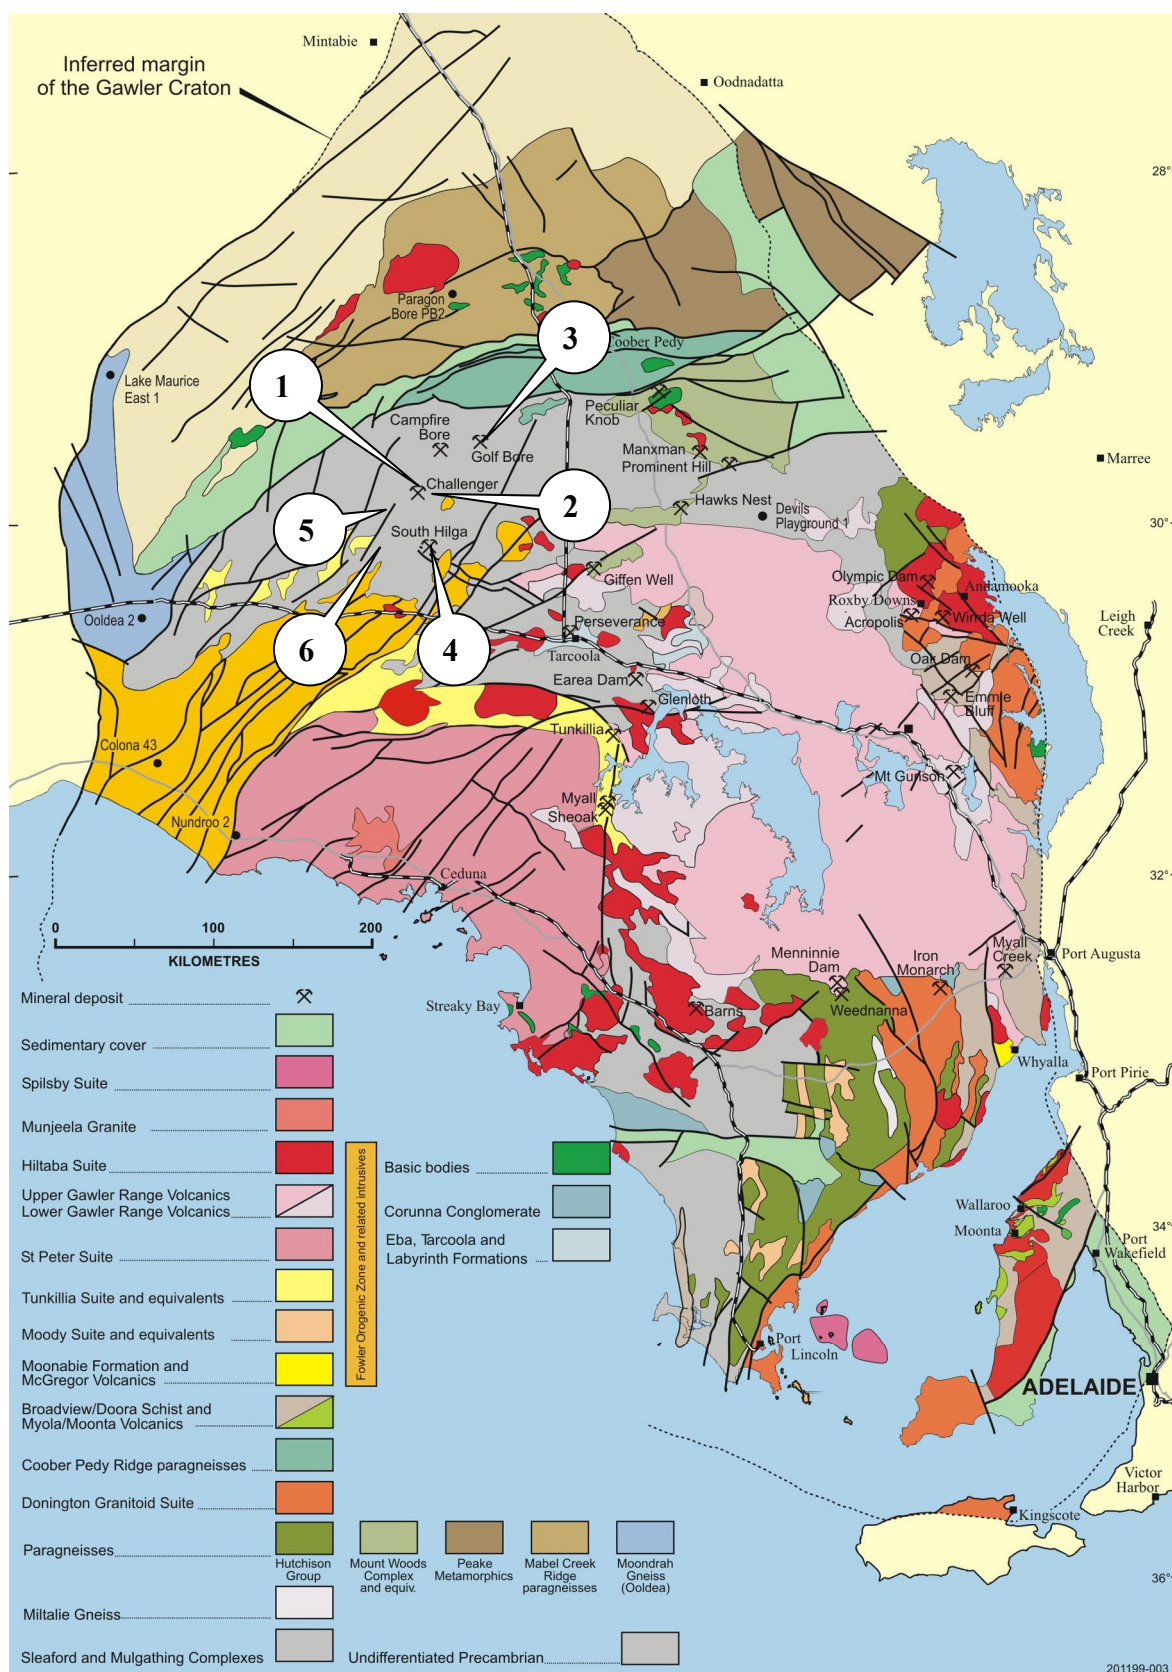 Mintabie
Inferred margin
of the Gawler Craton
Oodnadatta
28°
Paragon
Bore PB2
3
Coober Pedy
1
Lake Maurice
East 1
Peculiar
Knob
Campfire
Bore
Golf Bore
Manxman
Prominent Hill
Marree
Challenger
2
Hawks Nest
Devils
Playground 1
30°
5
South Hilga
Giffen Well
Olympic Dam
Andamooka
Roxby Downs
Acropolis
Wirrda Well
Leigh
Creek
Ooldea 2
6
4
Perseverance
Tarcoola
Oak Dam
Earea Dam
Glenloth
Emmie
Bluff
Tunkillia
Colona 43
Mt Gunson
Myall
Sheoak
Nundroo 2
Ceduna
32°
0
100
200
KILOMETRES
Menninnie
Dam
Iron
Monarch
Myall
Creek
Port Augusta
Mineral deposit
Streaky Bay
Barns
Weednanna
Sedimentary cover
Whyalla
Port Pirie
Spilsby Suite
Munjeela Granite
Hiltaba Suite
Basic bodies
Upper Gawler Range Volcanics
Lower Gawler Range Volcanics
Corunna Conglomerate
Wallaroo
Moonta
34°
Port
Wakefield
St Peter Suite
Eba, Tarcoola and
Labyrinth Formations
Fowler Orogenic Zone and related intrusives
Tunkillia Suite and equivalents
Moody Suite and equivalents
Port
Lincoln
Moonabie Formation and
McGregor Volcanics
ADELAIDE
Broadview/Doora Schist and
Myola/Moonta Volcanics
Coober Pedy Ridge paragneisses
Victor
Harbor
Donington Granitoid Suite
Kingscote
Paragneisses
Hutchison
Group
Mount Woods
Complex
and equiv.
Peake
Metamorphics
Mabel Creek
Ridge
paragneisses
Moondrah
Gneiss
(Ooldea)
36°
Miltalie Gneiss
Sleaford and Mulgathing Complexes
Undifferentiated Precambrian
201199-003